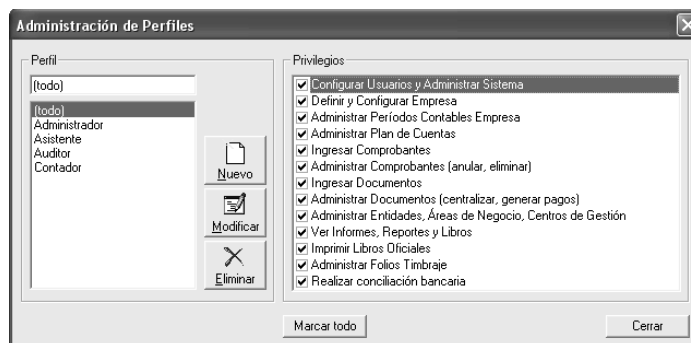 Administración de Perfiles
Perfil
(todo)
(todo)
Administrador
Asistente
Auditor
Contador
Nuevo
Modificar
Eliminar
Privilegios
Configurar Usuarios y Administrar Sistema
Definir y Configurar Empresa
Administrar Períodos Contables Empresa
Administrar Plan de Cuentas
Ingresar Comprobantes
Administrar Comprobantes (anular, eliminar)
Ingresar Documentos
Administrar Documentos (centralizar, generar pagos)
Administrar Entidades, Áreas de Negocio, Centros de Gestión
Ver Informes, Reportes y Libros
Imprimir Libros Oficiales
Administrar Folios Timbraje
Realizar conciliación bancaria
Marcar todo
Cerrar